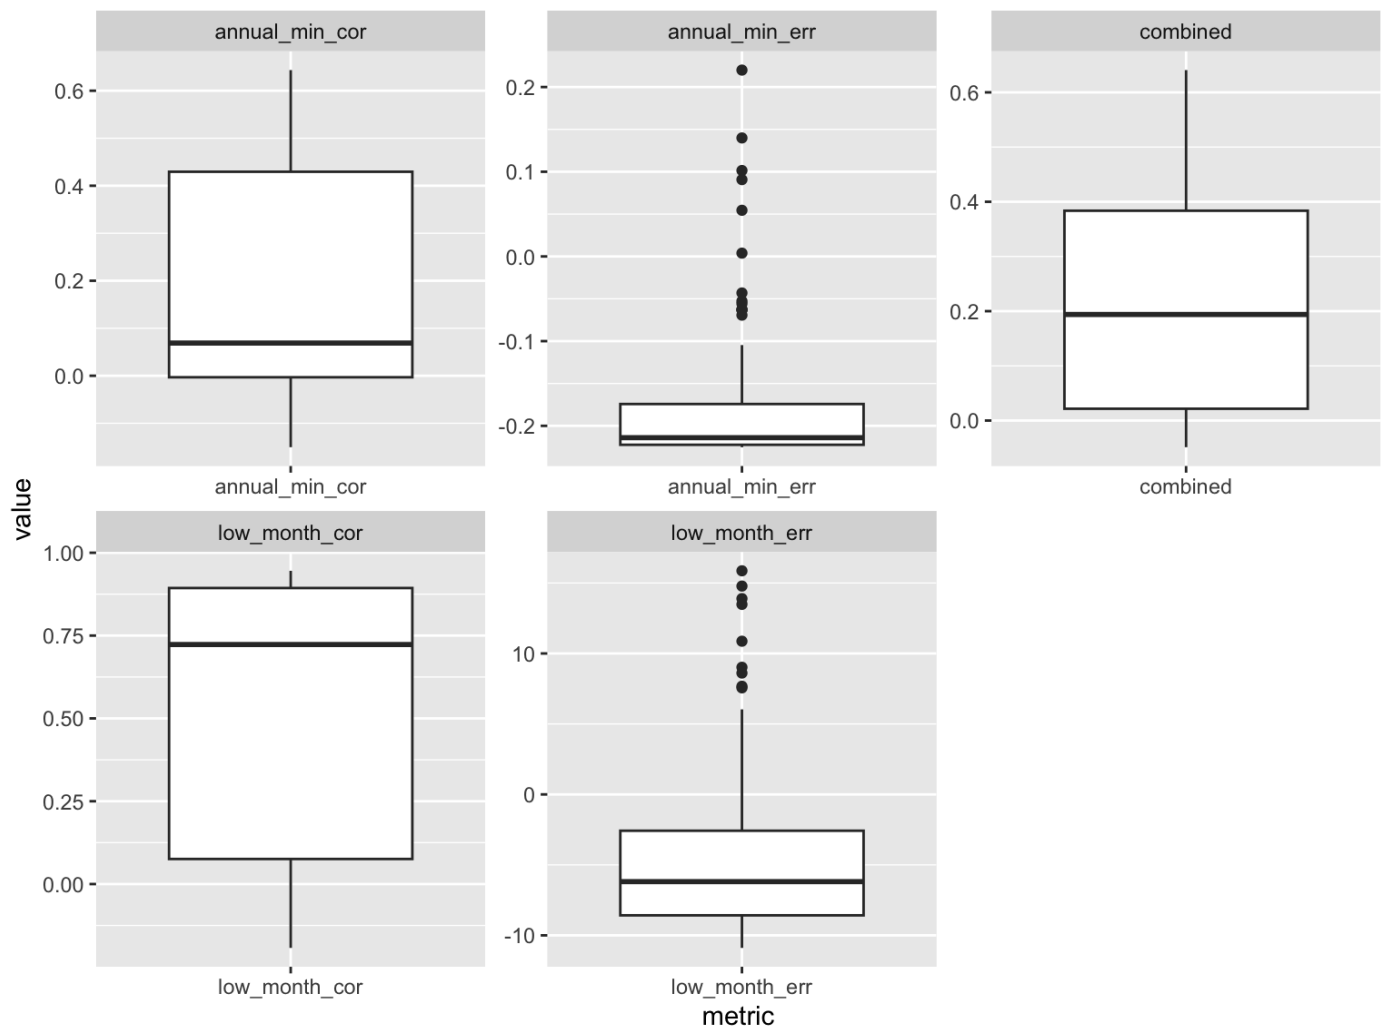 annual_min_cor
annual_min_err
combined
0.6
0.4
0.2
0.0
0.2
0.1
0.0
-0.1
-0.2
0.6
0.4
0.2
0.0
annual_min_cor
annual_min_err
combined
value
low_month_cor
low_month_err
1.00
0.75
0.50
0.25
0.00
10
0
-10
low_month_cor
low_month_err
metric